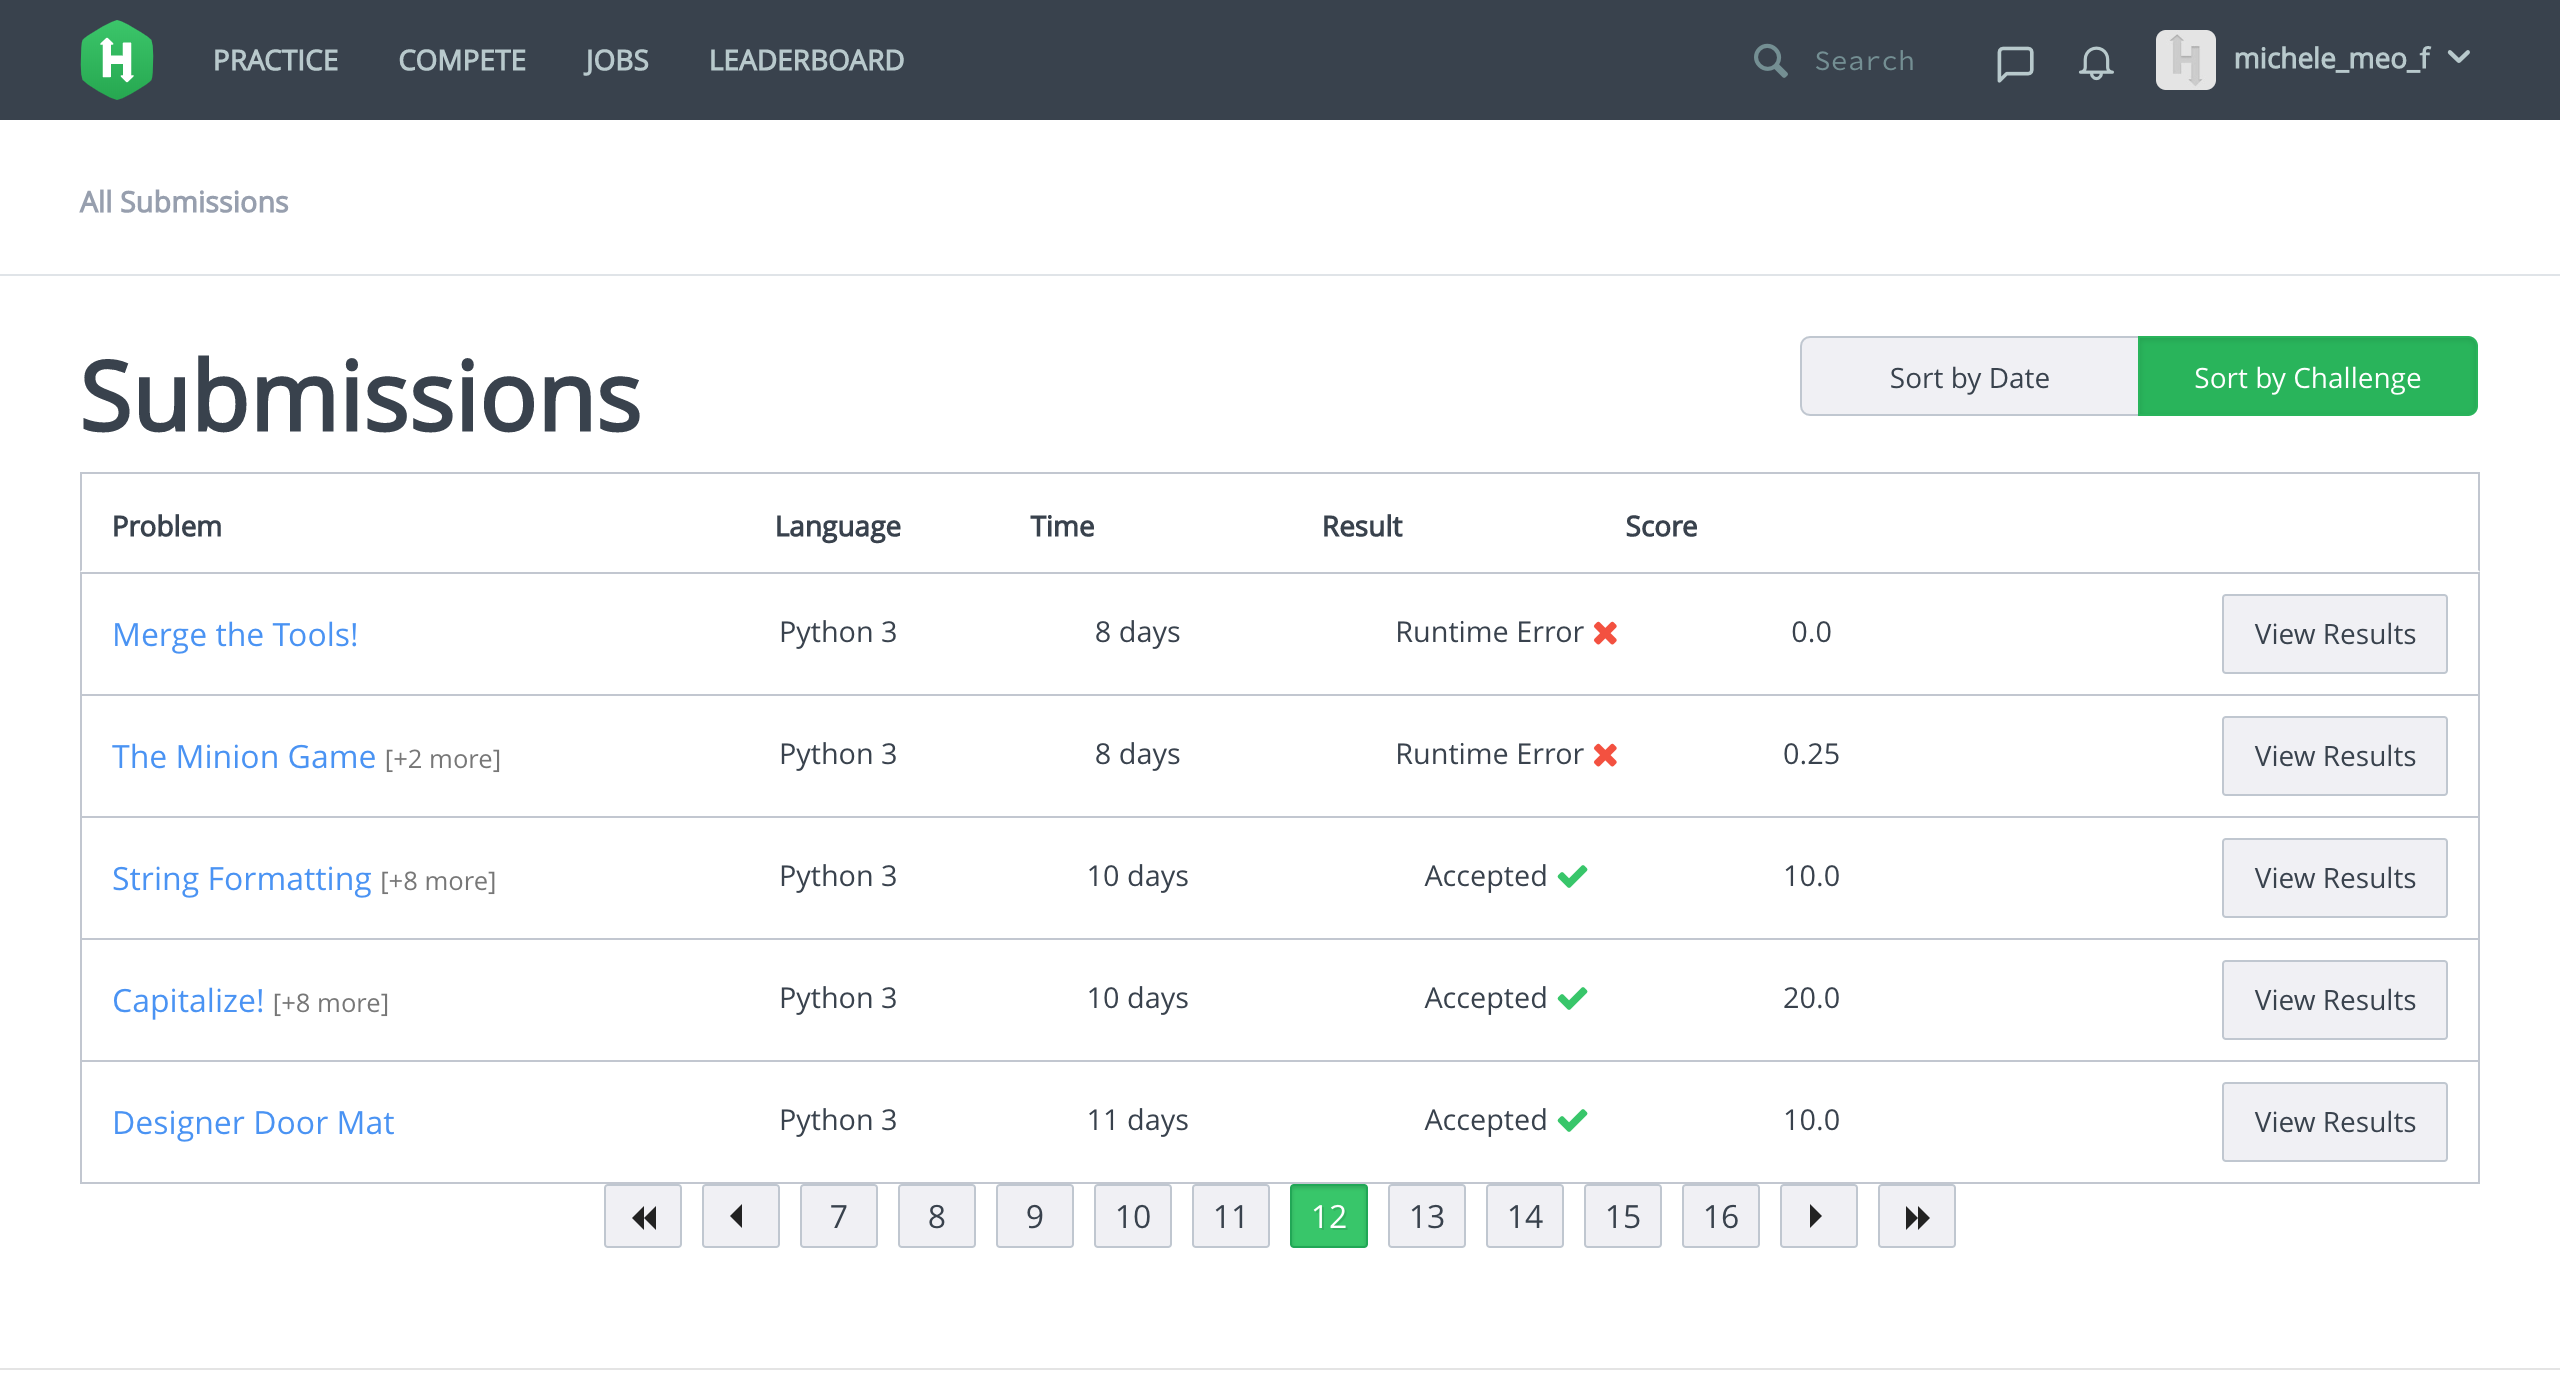 H PRACTICE COMPETE JOBS LEADERBOARD Search H michele_meo_f
All Submissions
Submissions
Sort by Date Sort by Challenge
Problem Language Time Result Score
Merge the Tools! Python 3 8 days Runtime Error 0.0 View Results
The Minion Game [+2 more] Python 3 8 days Runtime Error 0.25 View Results
String Formatting [+8 more] Python 3 10 days Accepted 10.0 View Results
Capitalize! [+8 more] Python 3 10 days Accepted 20.0 View Results
Designer Door Mat Python 3 11 days Accepted 10.0 View Results
7 8 9 10 11 12 13 14 15 16